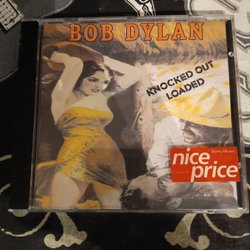 BOB DYLAN
KNOCKED OUT
LOADED
Sony Music
nice
price